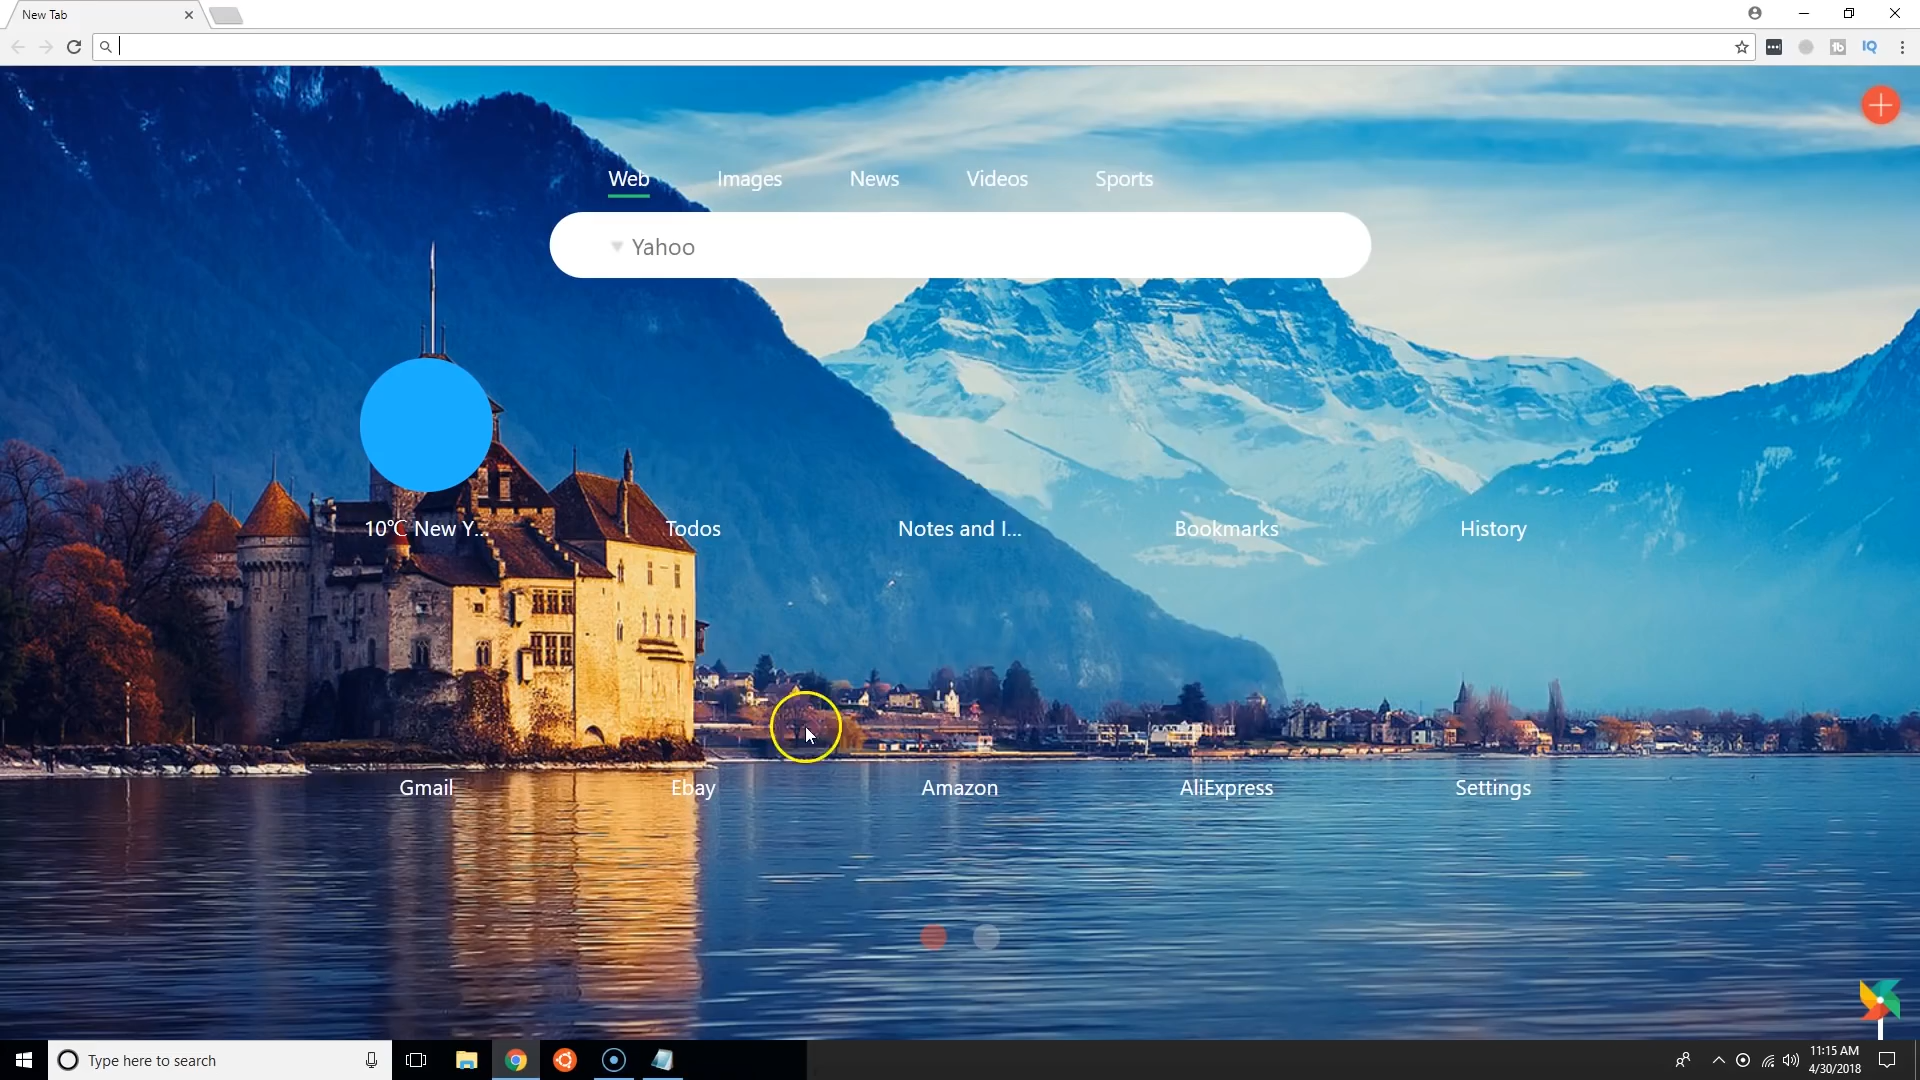 New Tab
IQ
Web
Images
News
Videos
Sports
Yahoo
10℃ New Y...
Todos
Notes and I...
Bookmarks
History
Gmail
Ebay
Amazon
AliExpress
Settings
Type here to search
11:15 AM
4/30/2018